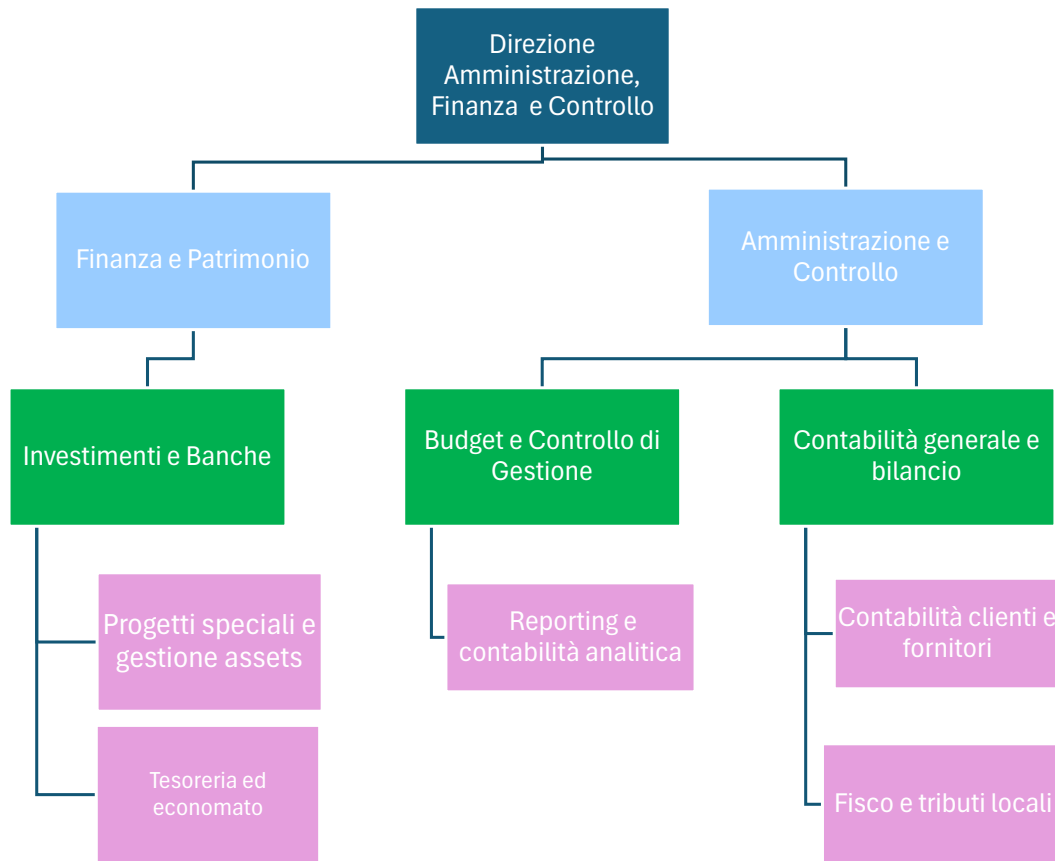 Direzione
Amministrazione,
Finanza e Controllo
Finanza e Patrimonio
Amministrazione e
Controllo
Investimenti e Banche
Budget e Controllo di
Gestione
Contabilità generale e
bilancio
Progetti speciali e
gestione assets
Reporting e
contabilità analitica
Contabilità clienti e
fornitori
Tesoreria ed
economato
Fisco e tributi locali